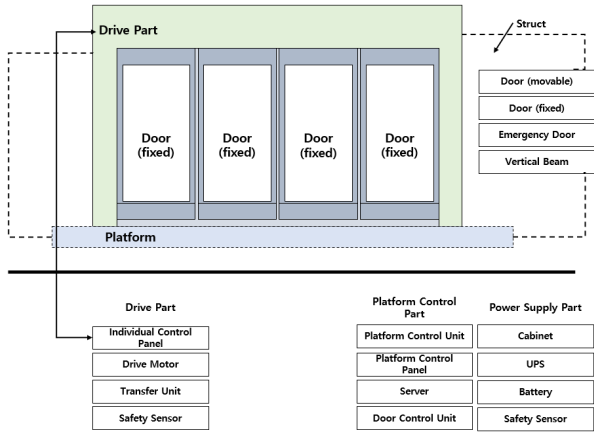 Drive Part
Struct
Door
(fixed)
Door
(fixed)
Door
(fixed)
Door
(fixed)
Door (movable)
Door (fixed)
Emergency Door
Vertical Beam
Platform
Drive Part
Individual Control
Panel
Drive Motor
Transfer Unit
Safety Sensor
Platform Control
Part
Platform Control Unit
Platform Control
Panel
Server
Door Control Unit
Power Supply Part
Cabinet
UPS
Battery
Safety Sensor